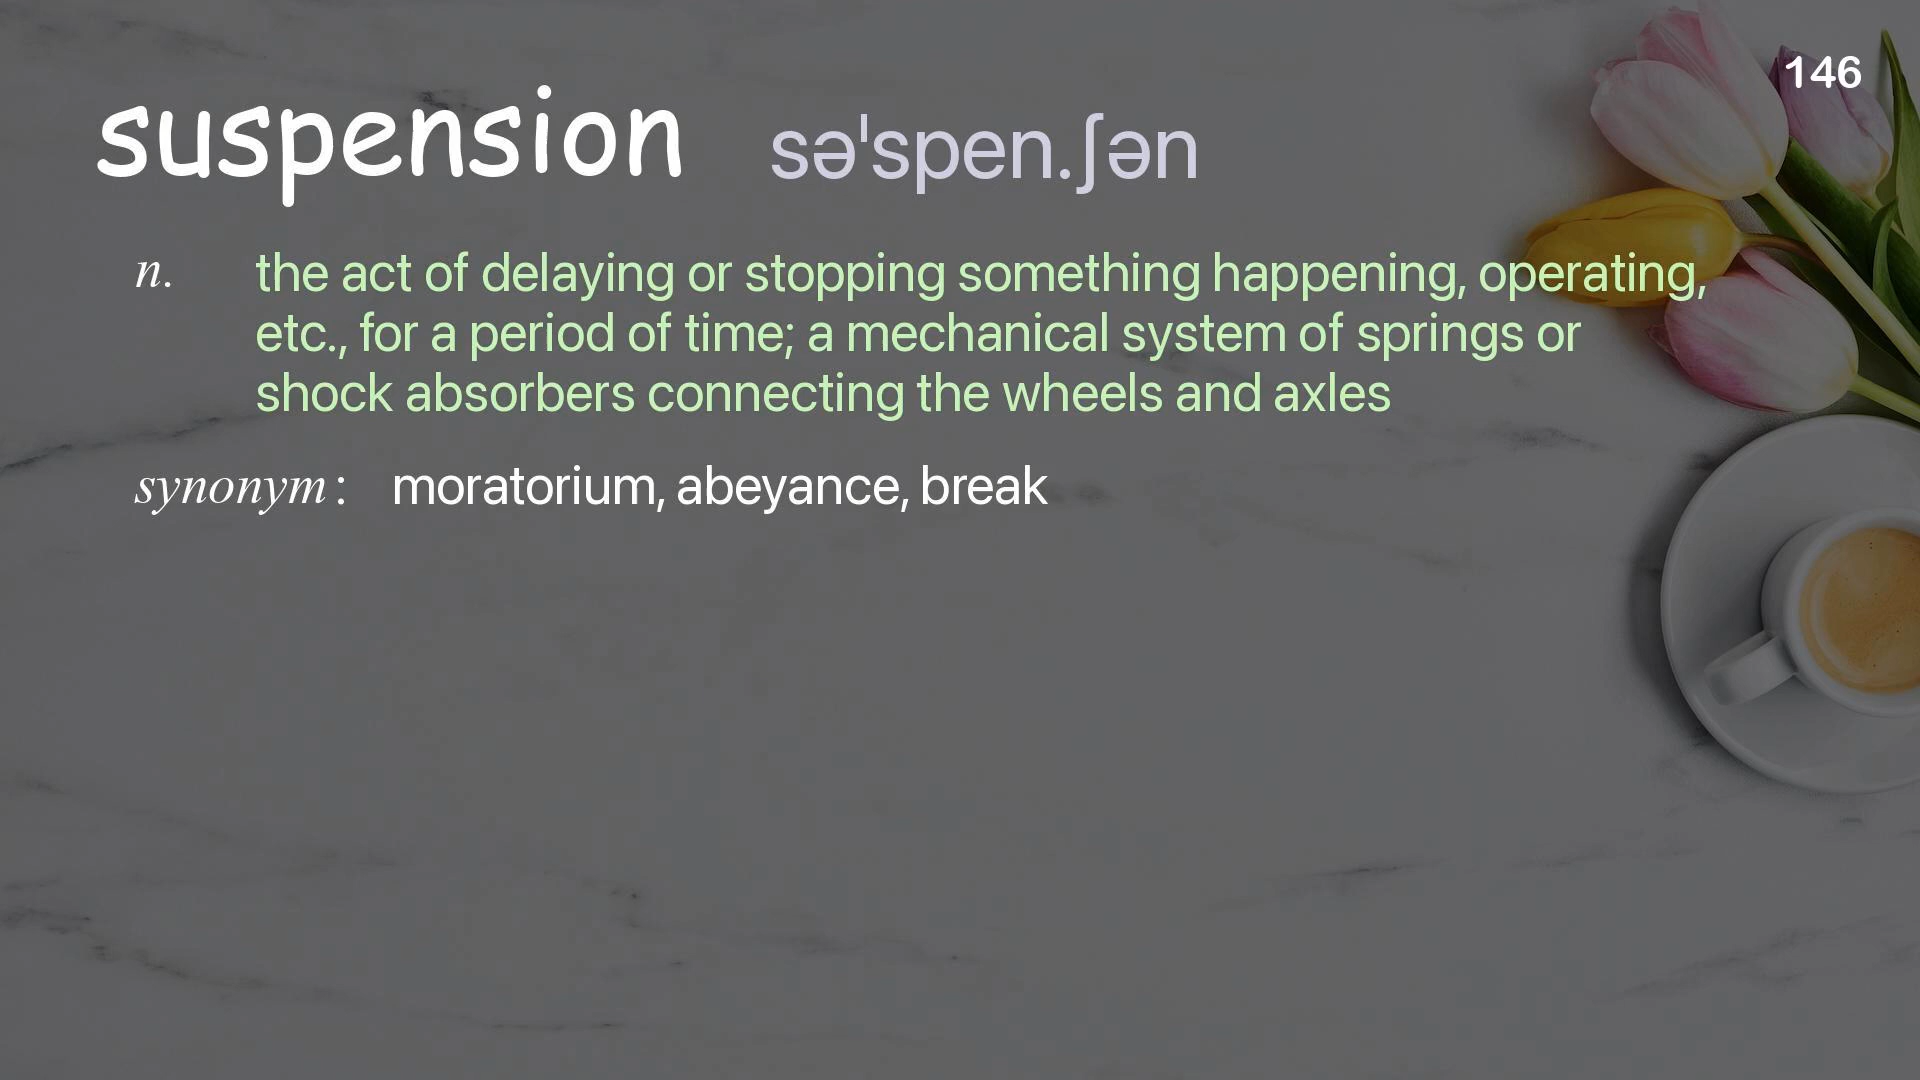 146
suspension səˈspen.ʃən
n. the act of delaying or stopping something happening, operating,
etc., for a period of time; a mechanical system of springs or
shock absorbers connecting the wheels and axles
synonym : moratorium, abeyance, break